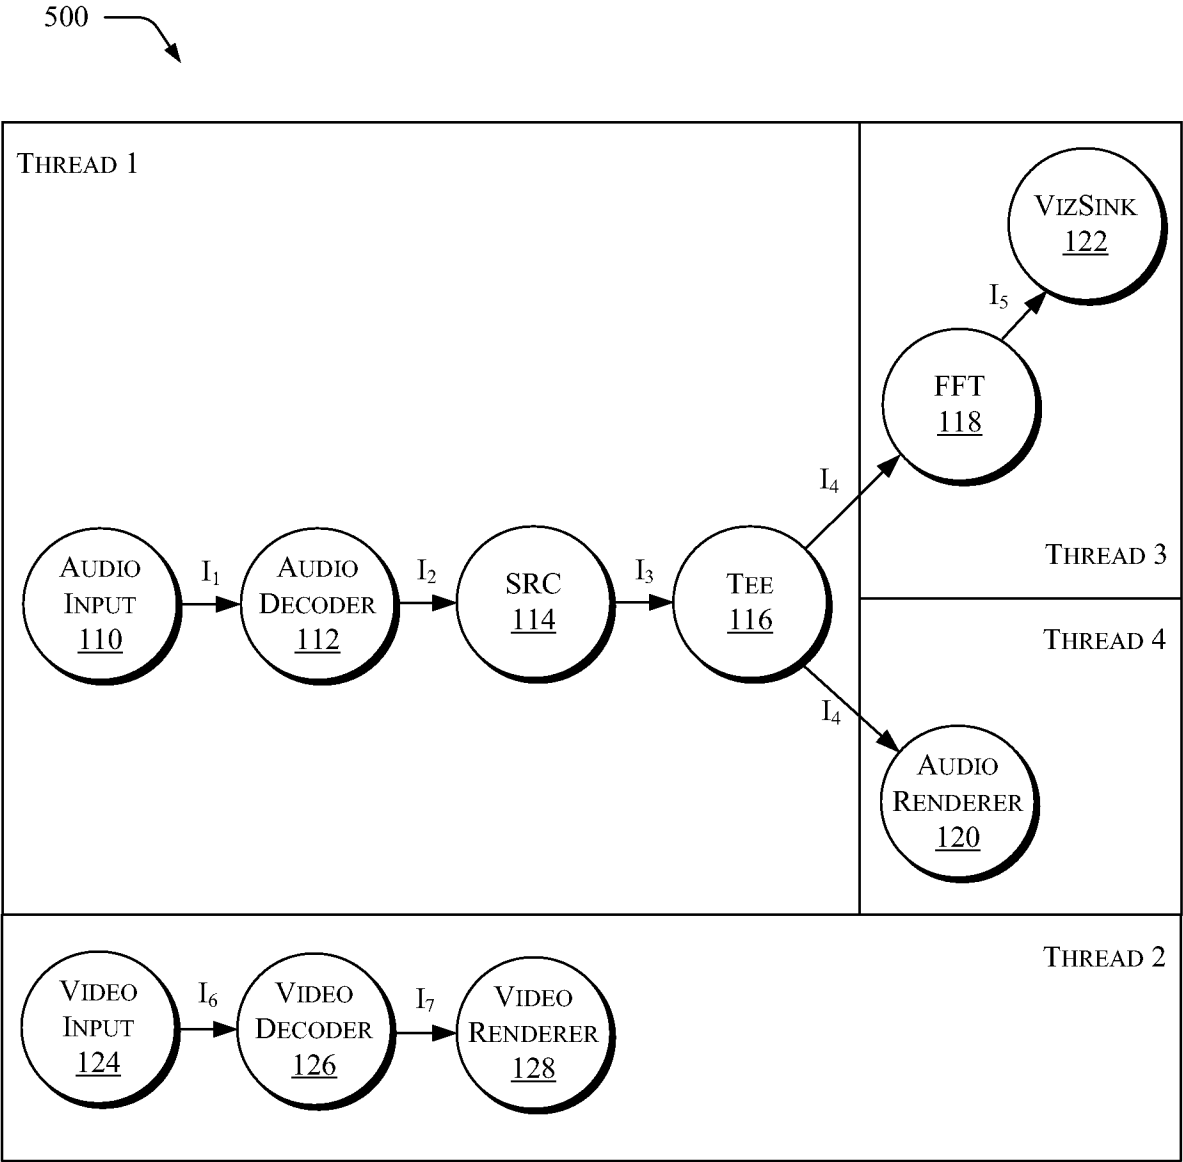 500
THREAD 1
VIZSINK
122
I5
FFT
118
I4
THREAD 3
AUDIO
INPUT
110
I1
AUDIO
DECODER
112
I2
SRC
114
I3
TEE
116
THREAD 4
I4
AUDIO
RENDERER
120
THREAD 2
VIDEO
INPUT
124
I6
VIDEO
DECODER
126
I7
VIDEO
RENDERER
128